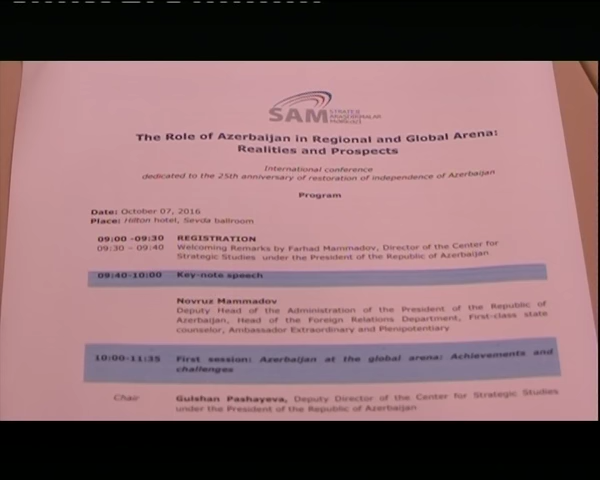 SAM STRATEJİ
ARAŞDIRMALAR
MƏRKƏZİ
The Role of Azerbaijan in Regional and Global Arena:
Realities and Prospects
International conference
dedicated to the 25th anniversary of restoration of independence of Azerbaijan
Program
Date: October 07, 2016
Place: Hilton hotel, Sevda ballroom
09:00 -09:30 REGISTRATION
09:30 - 09:40 Welcoming Remarks by Farhad Mammadov, Director of the Center for
Strategic Studies under the President of the Republic of Azerbaijan
09:40-10:00 Key-note speech
Novruz Mammadov
Deputy Head of the Administration of the President of the Republic of
Azerbaijan, Head of the Foreign Relations Department, First-class state
counselor, Ambassador Extraordinary and Plenipotentiary
10:00-11:35 First session: Azerbaijan at the global arena: Achievements and
challenges
Chair Gulshan Pashayeva, Deputy Director of the Center for Strategic Studies
under the President of the Republic of Azerbaijan